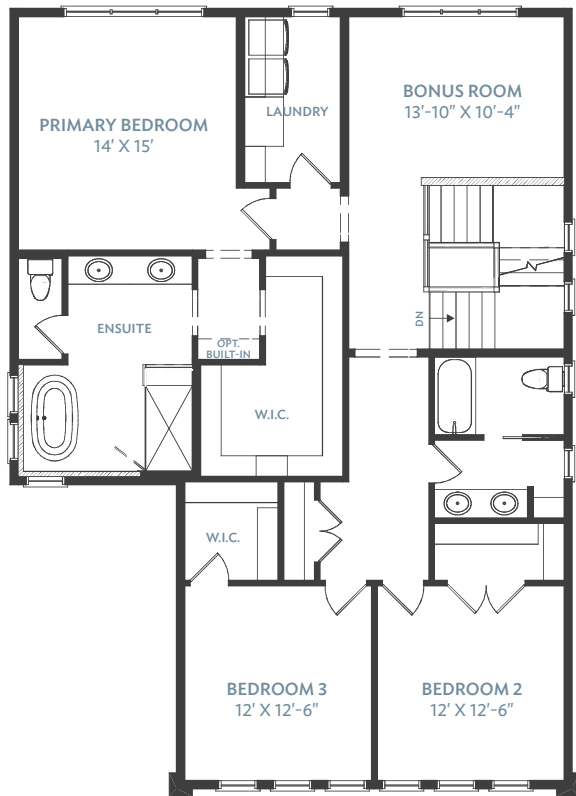 PRIMARY BEDROOM
14' X 15'
LAUNDRY
BONUS ROOM
13'-10" X 10'-4"
ENSUITE
OPT.
BUILT-IN
DN
W.I.C.
W.I.C.
BEDROOM 3
12' X 12'-6"
BEDROOM 2
12' X 12'-6"